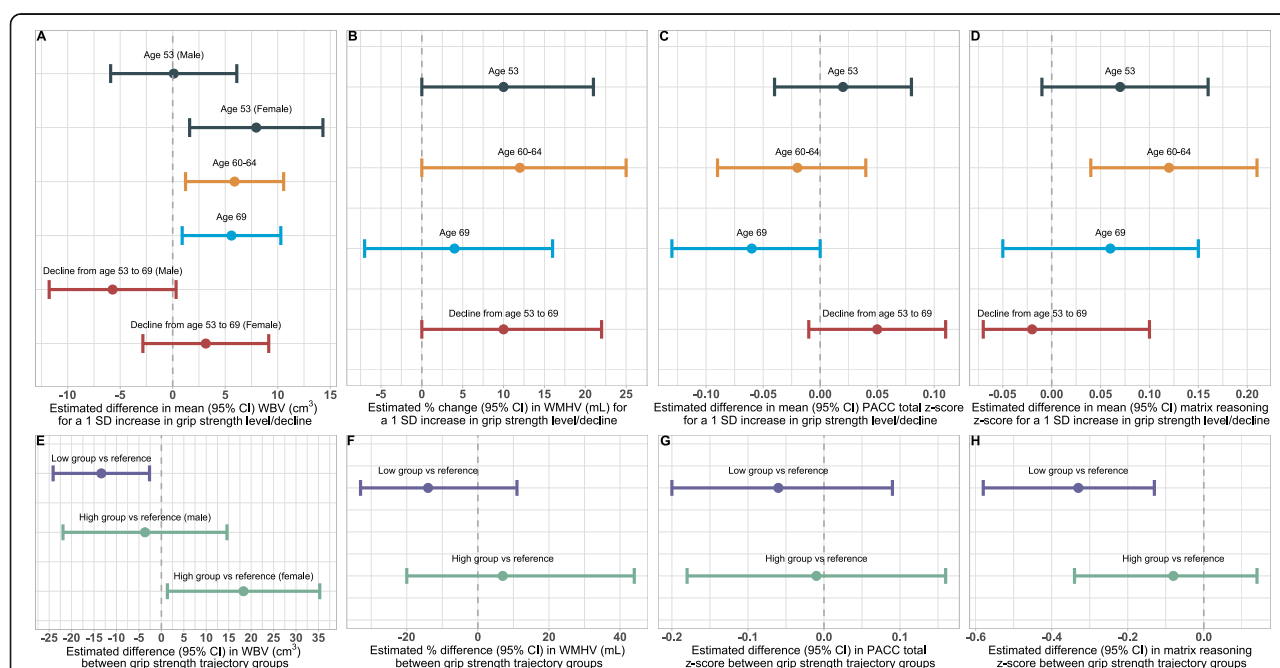 A
Age 53 (Male)
Age 53 (Female)
Age 60-64
Age 69
Decline from age 53 to 69 (Male)
Decline from age 53 to 69 (Female)
-10 -5 0 5 10 15
Estimated difference in mean (95% CI) WBV (cm³)
for a 1 SD increase in grip strength level/decline
B
Age 53
Age 60-64
Age 69
Decline from age 53 to 69
-5 0 5 10 15 20 25
Estimated % change (95% CI) in WMHV (mL) for
a 1 SD increase in grip strength level/decline
C
Age 53
Age 60-64
Age 69
Decline from age 53 to 69
-0.10 -0.05 0.00 0.05 0.10
Estimated difference in mean (95% CI) PACC total z-score
for a 1 SD increase in grip strength level/decline
D
Age 53
Age 60-64
Age 69
Decline from age 53 to 69
-0.05 0.00 0.05 0.10 0.15 0.20
Estimated difference in mean (95% CI) matrix reasoning
z-score for a 1 SD increase in grip strength level/decline
E
Low group vs reference
High group vs reference (male)
High group vs reference (female)
-25 -20 -15 -10 -5 0 5 10 15 20 25 30 35
Estimated difference (95% CI) in WBV (cm³)
between grip strength trajectory groups
F
Low group vs reference
High group vs reference
-20 0 20 40
Estimated % difference (95% CI) in WMHV (mL)
between grip strength trajectory groups
G
Low group vs reference
High group vs reference
-0.2 -0.1 0.0 0.1
Estimated difference (95% CI) in PACC total
z-score between grip strength trajectory groups
H
Low group vs reference
High group vs reference
-0.6 -0.4 -0.2 0.0
Estimated difference (95% CI) in matrix reasoning
z-score between grip strength trajectory groups